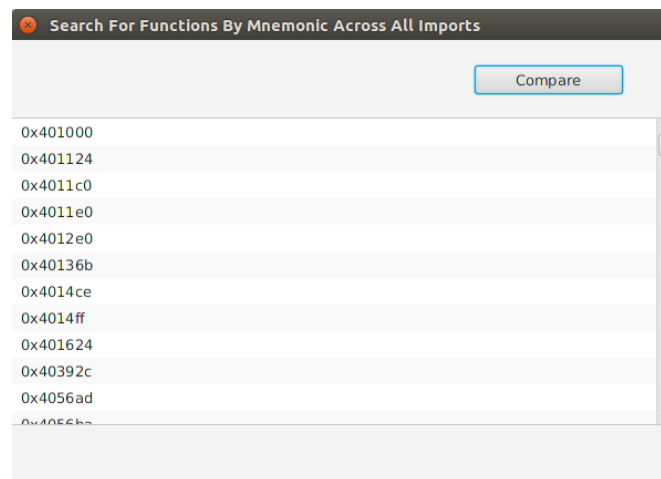 Search For Functions By Mnemonic Across All Imports
Compare
0x401000
0x401124
0x4011c0
0x4011e0
0x4012e0
0x40136b
0x4014ce
0x4014ff
0x401624
0x40392c
0x4056ad